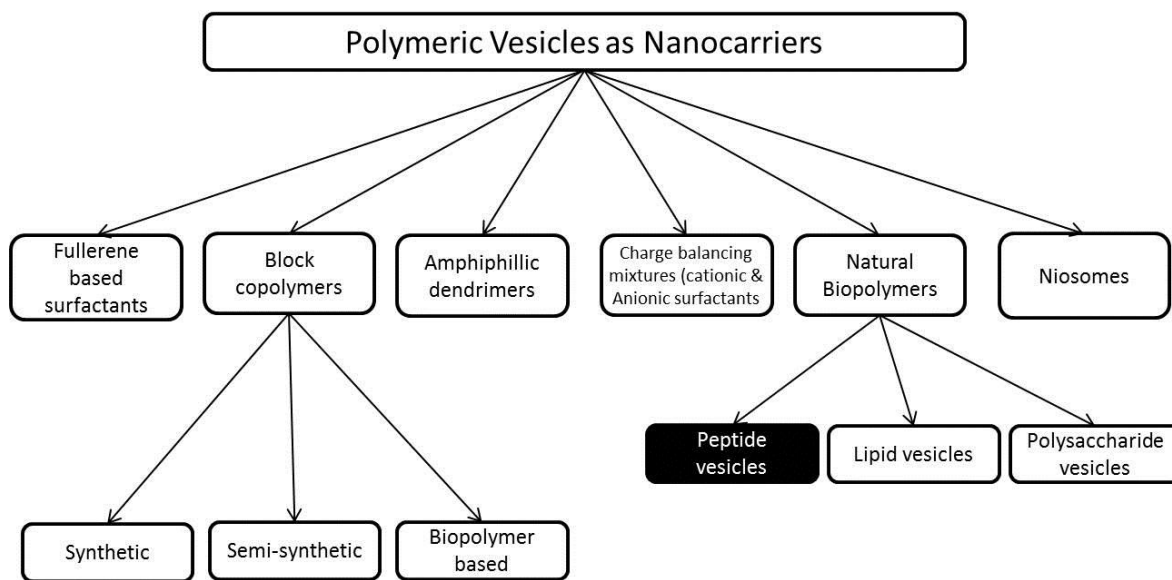 Polymeric Vesicles as Nanocarriers
Fullerene
based
surfactants
Block
copolymers
Amphiphillic
dendrimers
Charge balancing
mixtures (cationic &
Anionic surfactants
Natural
Biopolymers
Niosomes
Peptide
vesicles
Lipid vesicles
Polysaccharide
vesicles
Synthetic
Semi-synthetic
Biopolymer
based